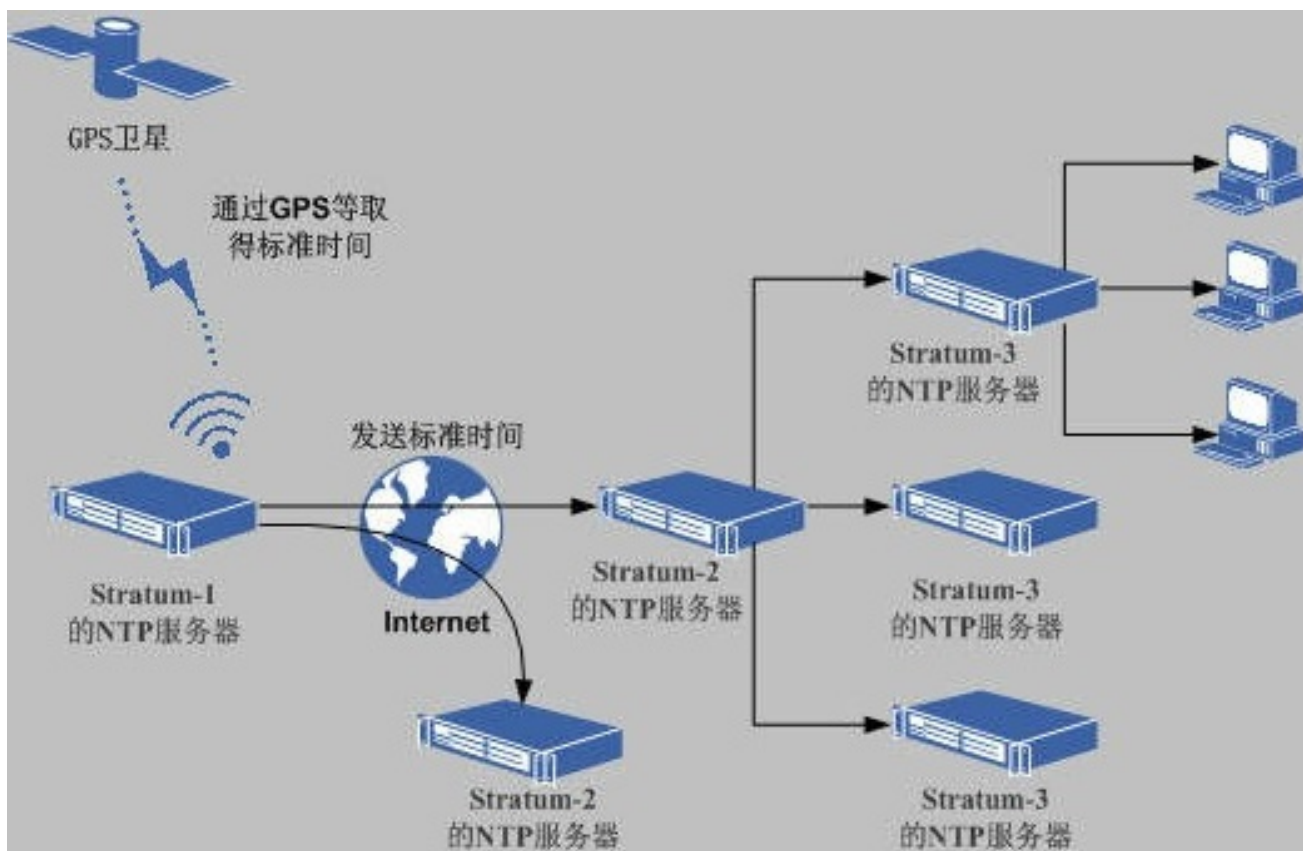 GPS卫星
通过GPS等取
得标准时间
发送标准时间
Internet
Stratum-1
的NTP服务器
Stratum-2
的NTP服务器
Stratum-2
的NTP服务器
Stratum-3
的NTP服务器
Stratum-3
的NTP服务器
Stratum-3
的NTP服务器